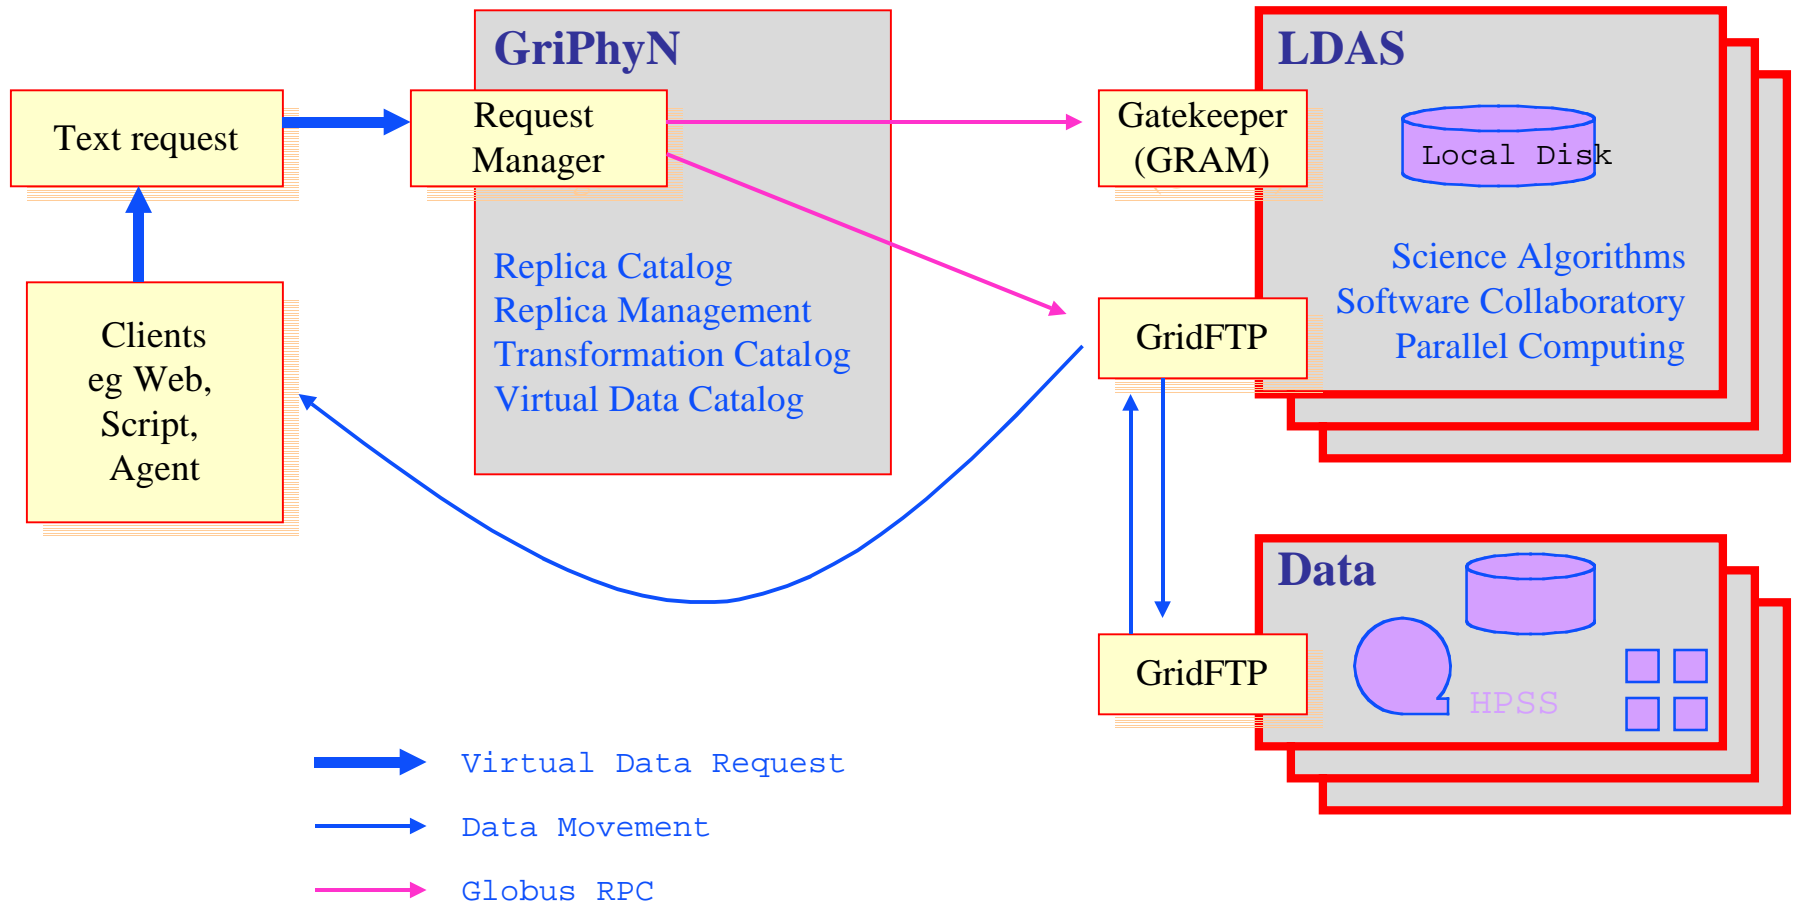 GriPhyN
LDAS
Text request
Request
Manager
Gatekeeper
(GRAM)
Local Disk
Replica Catalog
Replica Management
Transformation Catalog
Virtual Data Catalog
Science Algorithms
Software Collaboratory
Parallel Computing
Clients
eg Web,
Script,
Agent
GridFTP
Data
GridFTP
HPSS
Virtual Data Request
Data Movement
Globus RPC